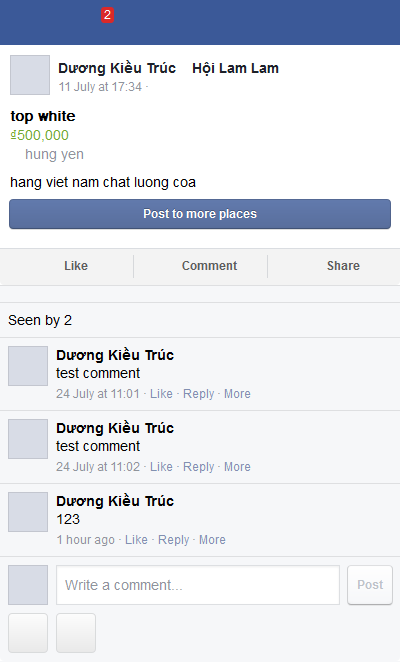 2
Dương Kiều Trúc Hội Lam Lam
11 July at 17:34 ·
top white
₫500,000
hung yen
hang viet nam chat luong coa
Post to more places
Like Comment Share
Seen by 2
Dương Kiều Trúc
test comment
24 July at 11:01 · Like · Reply · More
Dương Kiều Trúc
test comment
24 July at 11:02 · Like · Reply · More
Dương Kiều Trúc
123
1 hour ago · Like · Reply · More
Write a comment... Post